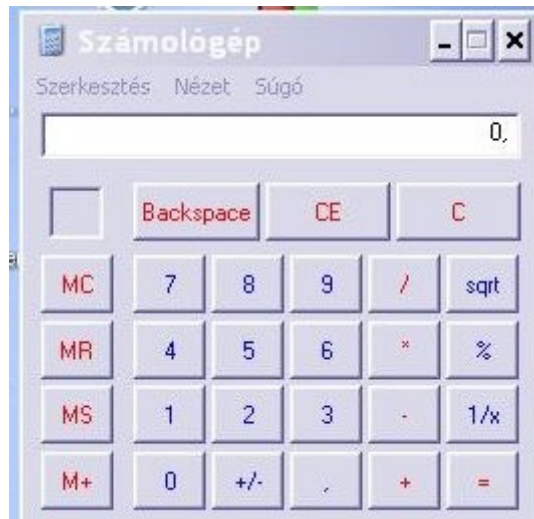 Számológép
Szerkesztés Nézet Súgó
0,
Backspace CE C
MC 7 8 9 / sqrt
MR 4 5 6 * %
MS 1 2 3 - 1/x
M+ 0 +/- , + =